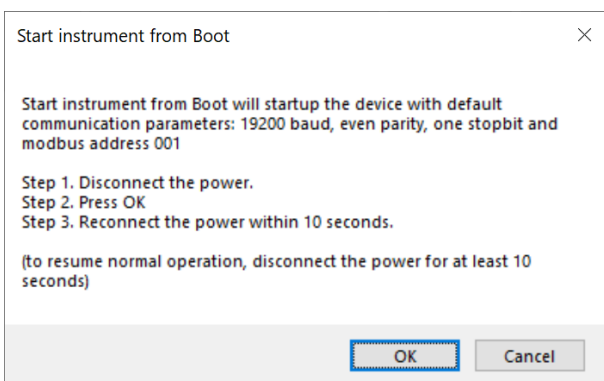 Start instrument from Boot
Start instrument from Boot will startup the device with default
communication parameters: 19200 baud, even parity, one stopbit and
modbus address 001
Step 1. Disconnect the power.
Step 2. Press OK
Step 3. Reconnect the power within 10 seconds.
(to resume normal operation, disconnect the power for at least 10
seconds)
OK
Cancel